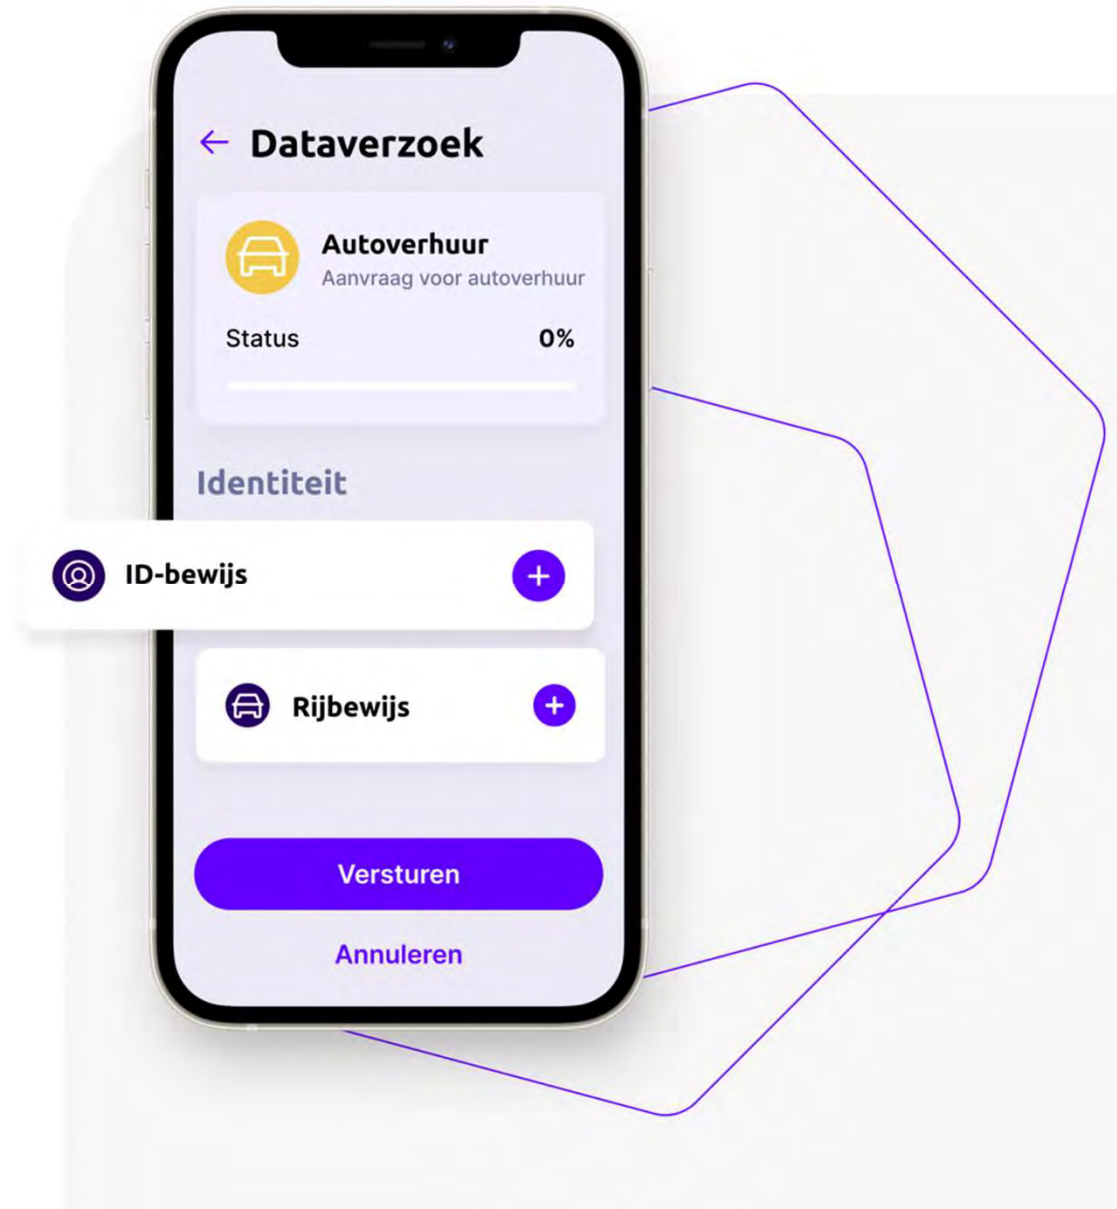 Dataverzoek
Autoverhuur
Aanvraag voor autoverhuur
Status 0%
Identiteit
ID-bewijs
Rijbewijs
Versturen
Annuleren